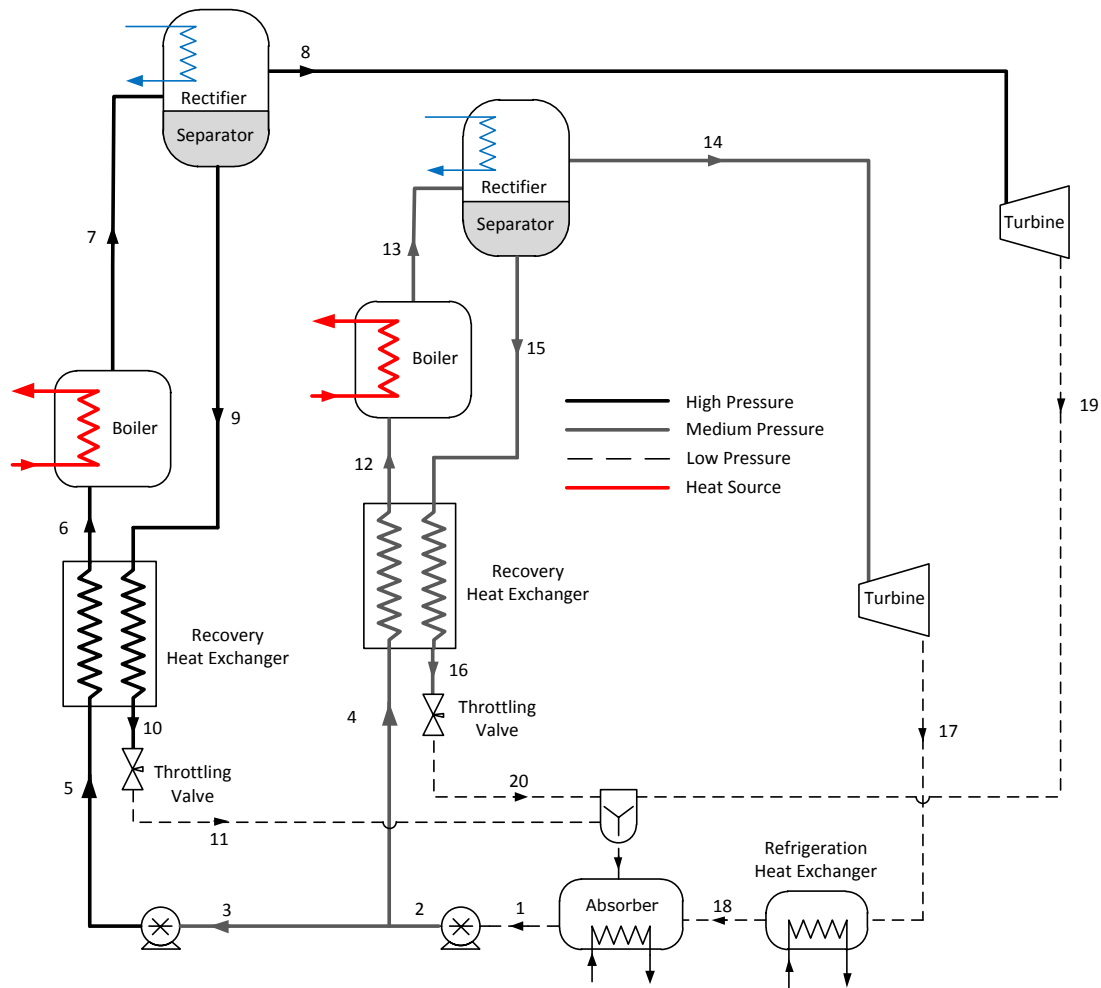 8
Rectifier
Separator
14
Rectifier
Separator
Turbine
7
13
Boiler
15
9
Boiler
High Pressure
Medium Pressure
Low Pressure
Heat Source
19
12
6
Recovery
Heat Exchanger
Turbine
Recovery
Heat Exchanger
16
10
4
Throttling
Valve
17
5
Throttling
Valve
20
11
Refrigeration
Heat Exchanger
3
2
1
Absorber
18